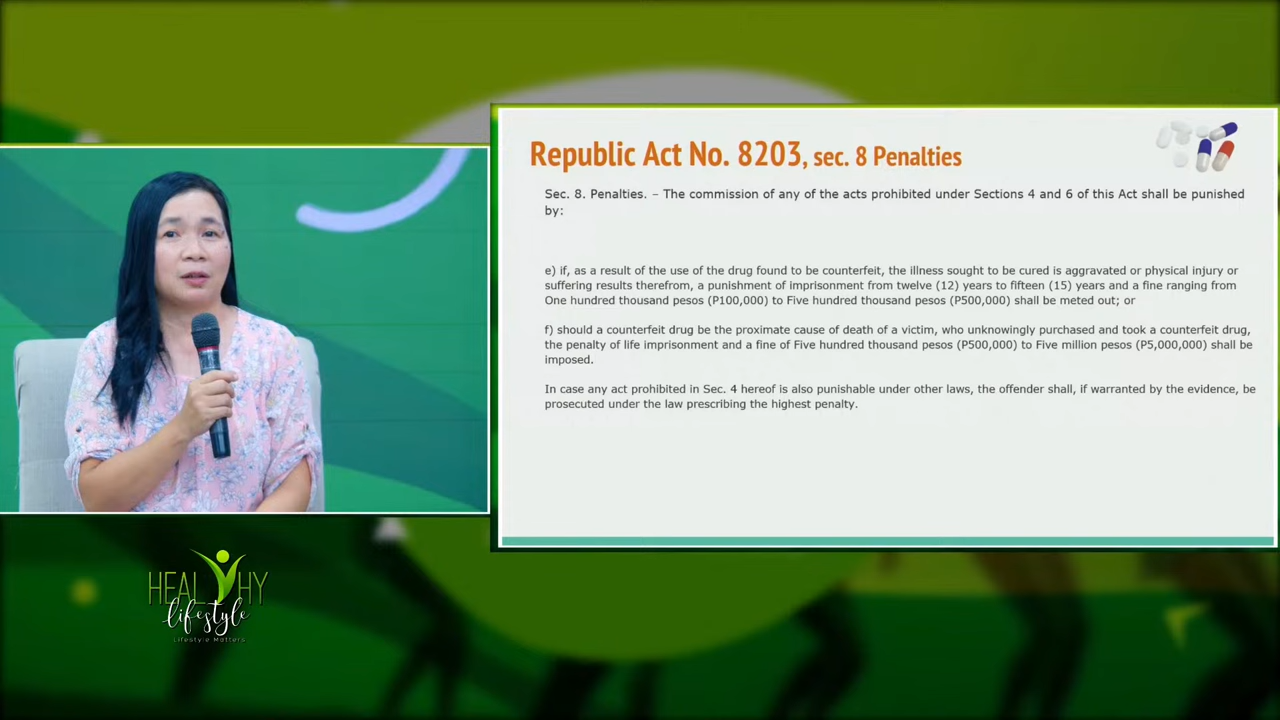 Republic Act No. 8203, sec. 8 Penalties
Sec. 8. Penalties. – The commission of any of the acts prohibited under Sections 4 and 6 of this Act shall be punished
by:
e) if, as a result of the use of the drug found to be counterfeit, the illness sought to be cured is aggravated or physical injury or
suffering results therefrom, a punishment of imprisonment from twelve (12) years to fifteen (15) years and a fine ranging from
One hundred thousand pesos (P100,000) to Five hundred thousand pesos (P500,000) shall be meted out; or
f) should a counterfeit drug be the proximate cause of death of a victim, who unknowingly purchased and took a counterfeit drug,
the penalty of life imprisonment and a fine of Five hundred thousand pesos (P500,000) to Five million pesos (P5,000,000) shall be
imposed.
In case any act prohibited in Sec. 4 hereof is also punishable under other laws, the offender shall, if warranted by the evidence, be
prosecuted under the law prescribing the highest penalty.
HEALTHY
lifestyle
Lifestyle Matters